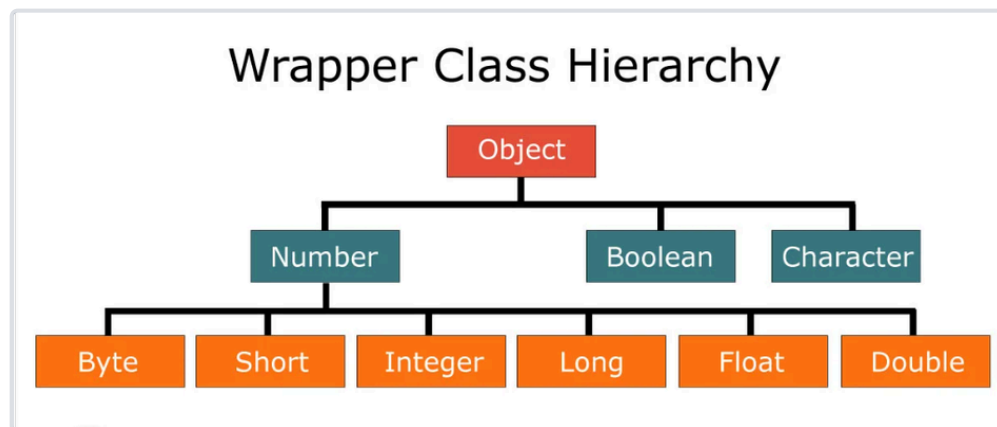 Wrapper Class Hierarchy
Object
Number Boolean Character
Byte Short Integer Long Float Double